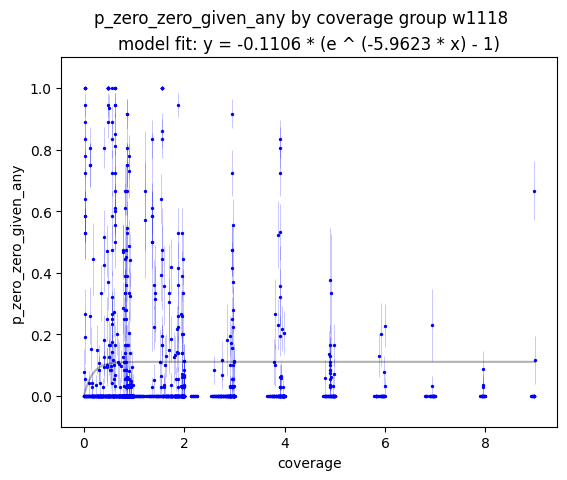 p_zero_zero_given_any by coverage group w1118
model fit: y = -0.1106 * (e ^ (-5.9623 * x) - 1)
1.0
0.8
0.6
0.4
0.2
0.0
p_zero_zero_given_any
0 2 4 6 8
coverage